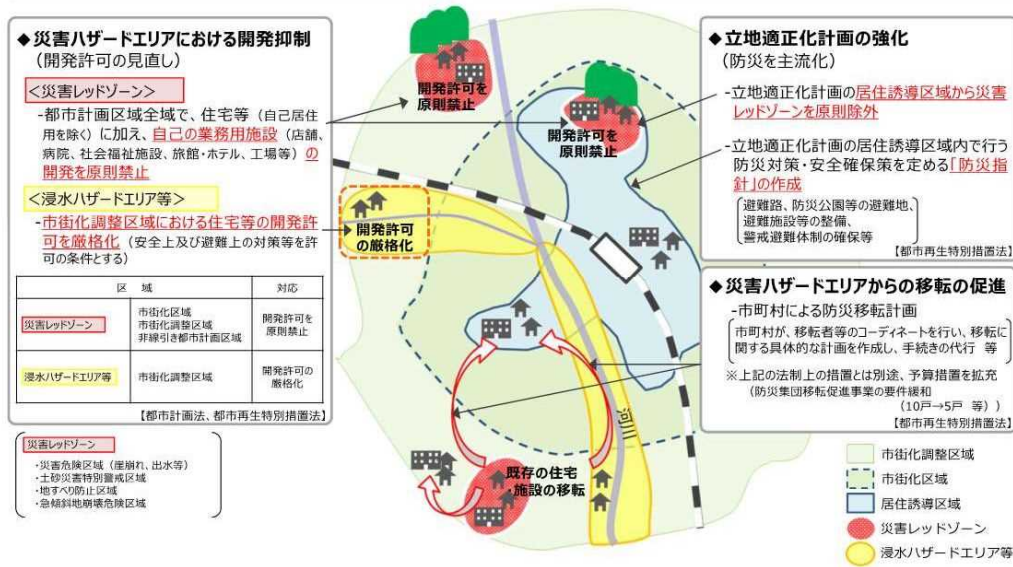 ◆災害ハザードエリアにおける開発抑制
（開発許可の見直し）
＜災害レッドゾーン＞
-都市計画区域全域で、住宅等（自己居住
用を除く）に加え、自己の業務用施設（店舗、
病院、社会福祉施設、旅館・ホテル、工場等）の
開発を原則禁止
＜浸水ハザードエリア等＞
-市街化調整区域における住宅等の開発許
可を厳格化（安全上及び避難上の対策等を許
可の条件とする）
区　域　対応
災害レッドゾーン
市街化区域
市街化調整区域
非線引き都市計画区域
開発許可を
原則禁止
浸水ハザードエリア等
市街化調整区域
開発許可の
厳格化
【都市計画法、都市再生特別措置法】
災害レッドゾーン
・災害危険区域（崖崩れ、出水等）
・土砂災害特別警戒区域
・地すべり防止区域
・急傾斜地崩壊危険区域
開発許可を
原則禁止
開発許可を
原則禁止
開発許可
の厳格化
河川
既存の住宅
・施設の移転
◆立地適正化計画の強化
（防災を主流化）
-立地適正化計画の居住誘導区域から災害
レッドゾーンを原則除外
-立地適正化計画の居住誘導区域内で行う
防災対策・安全確保策を定める「防災指
針」の作成
避難路、防災公園等の避難地、
避難施設等の整備、
警戒避難体制の確保等
【都市再生特別措置法】
◆災害ハザードエリアからの移転の促進
-市町村による防災移転計画
市町村が、移転者等のコーディネートを行い、移転に
関する具体的な計画を作成し、手続きの代行 等
※上記の法制上の措置とは別途、予算措置を拡充
（防災集団移転促進事業の要件緩和
（10戸→5戸 等））
【都市再生特別措置法】
市街化調整区域
市街化区域
居住誘導区域
災害レッドゾーン
浸水ハザードエリア等